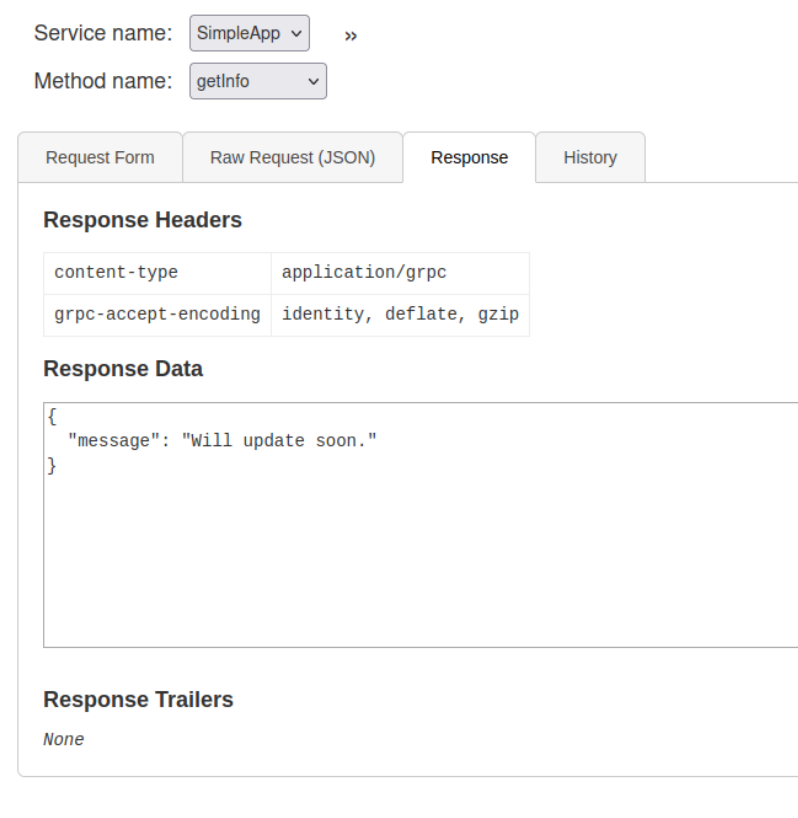 Service name: SimpleApp »
Method name: getInfo
Request Form Raw Request (JSON) Response History
Response Headers
content-type application/grpc
grpc-accept-encoding identity, deflate, gzip
Response Data
{
"message": "Will update soon."
}
Response Trailers
None